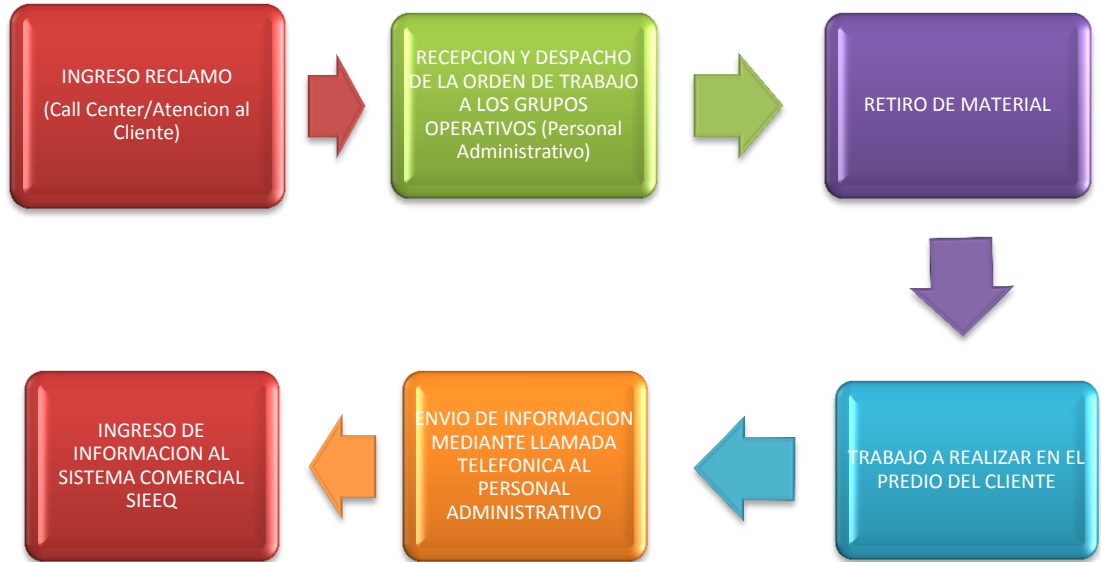 INGRESO RECLAMO
(Call Center/Atencion al
Cliente)
RECEPCION Y DESPACHO
DE LA ORDEN DE TRABAJO
A LOS GRUPOS
OPERATIVOS (Personal
Administrativo)
RETIRO DE MATERIAL
TRABAJO A REALIZAR EN EL
PREDIO DEL CLIENTE
ENVIO DE INFORMACION
MEDIANTE LLAMADA
TELEFONICA AL
PERSONAL
ADMINISTRATIVO
INGRESO DE
INFORMACION AL
SISTEMA COMERCIAL
SIEEQ